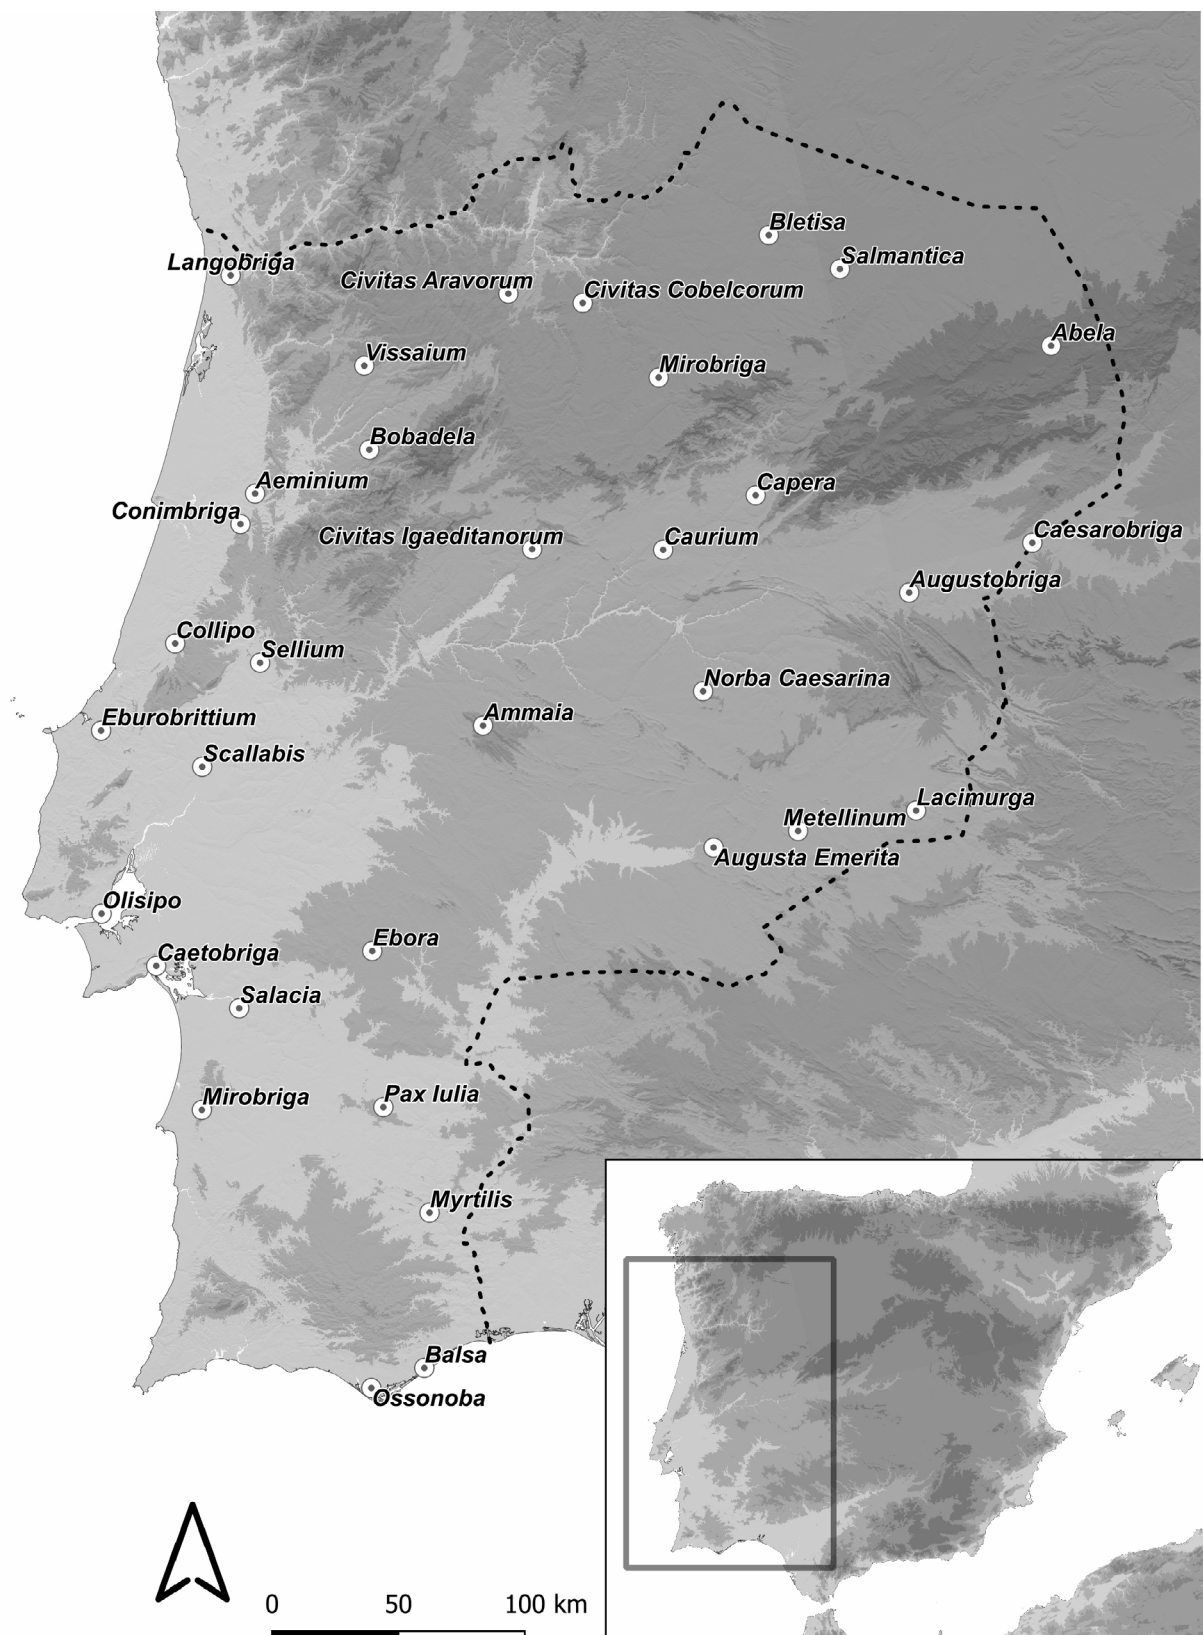 Bletisa
Salmantica
Langobriga
Civitas Aravorum
Civitas Cobelcorum
Abela
Vissaium
Mirobriga
Bobadela
Aeminium
Capera
Conimbriga
Civitas Igaeditanorum
Caurium
Caesarobriga
Augustobriga
Collipo
Sellium
Norba Caesarina
Eburobrittium
Ammaia
Scallabis
Lacimurga
Metellinum
Augusta Emerita
Olisipo
Ebora
Caetobriga
Salacia
Mirobriga
Pax Iulia
Myrtilis
Balsa
Ossonoba
0 50 100 km